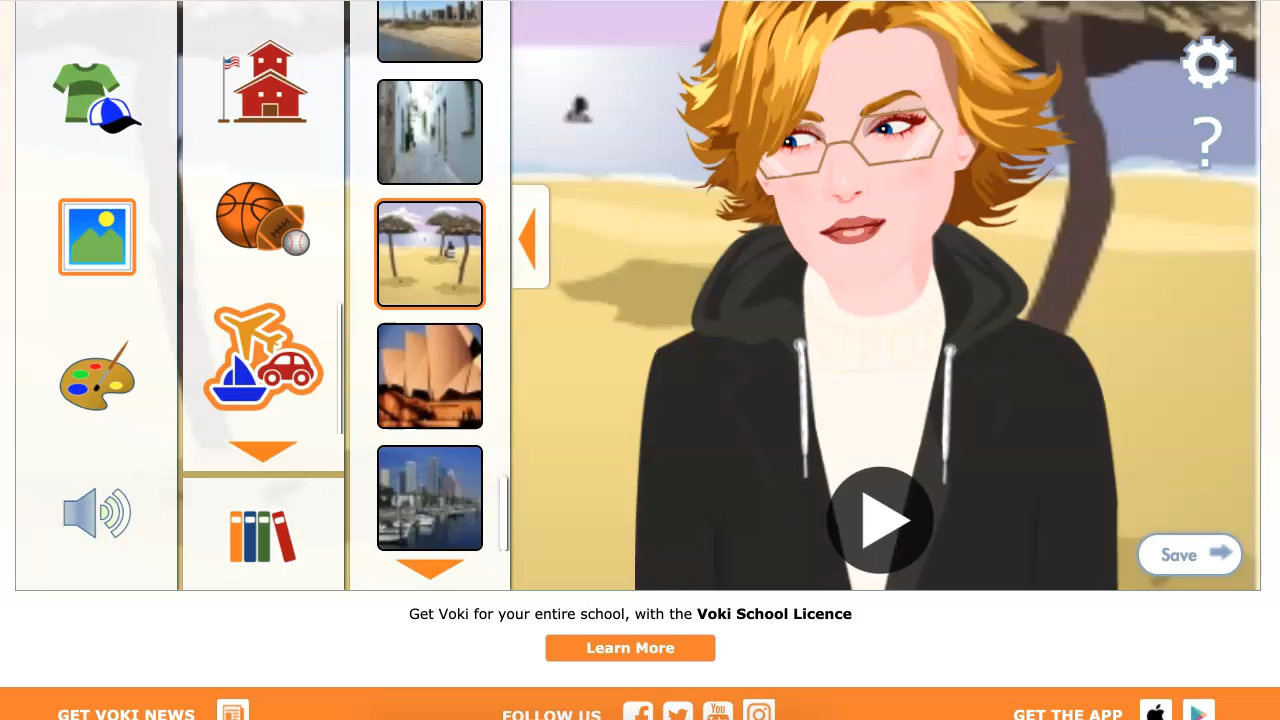 ?
Save
Get Voki for your entire school, with the Voki School Licence
Learn More
GET VOKI NEWS
FOLLOW US
You
GET THE APP